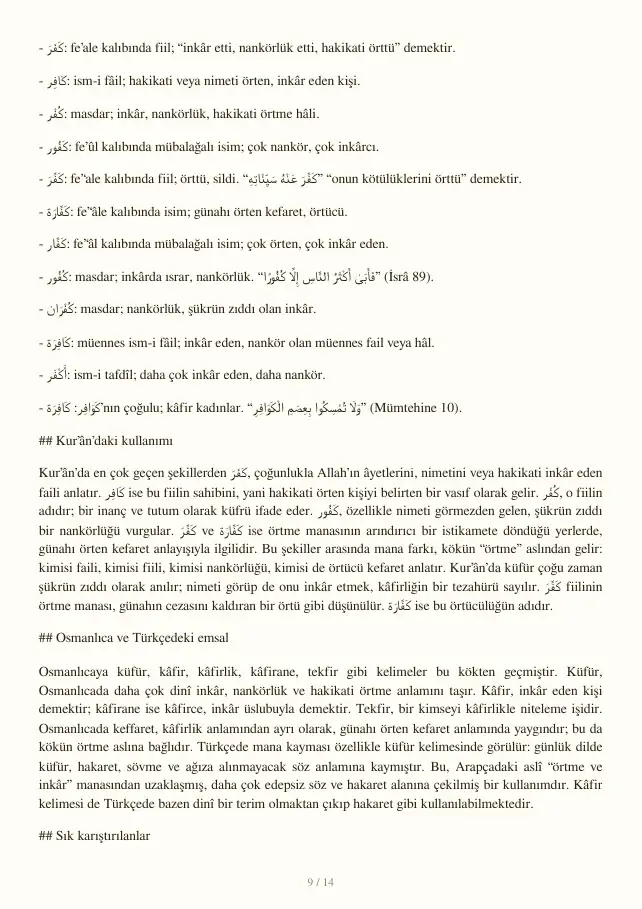 - كَفَرَ: fe’ale kalıbında fiil; “inkâr etti, nankörlük etti, hakikati örttü” demektir.
- كَافِر: ism-i fâil; hakikati veya nimeti örten, inkâr eden kişi.
- كُفْر: masdar; inkâr, nankörlük, hakikati örtme hâli.
- كَفُور: fe’ûl kalıbında mübalağalı isim; çok nankör, çok inkârcı.
- كَفَّرَ: fe’‘ale kalıbında fiil; örttü, sildi. “كَفَّرَ عَنْهُ سَيِّئَاتِهِ” “onun kötülüklerini örttü” demektir.
- كَفَّارَة: fe’‘âle kalıbında isim; günahı örten kefaret, örtücü.
- كَفَّار: fe’‘âl kalıbında mübalağalı isim; çok örten, çok inkâr eden.
- كُفُور: masdar; inkârda ısrar, nankörlük. “فَأَبَىٰ أَكْثَرُ النَّاسِ إِلَّا كُفُورًا” (İsrâ 89).
- كُفْرَان: masdar; nankörlük, şükrün zıddı olan inkâr.
- كَافِرَة: müennes ism-i fâil; inkâr eden, nankör olan müennes fail veya hâl.
- أَكْفَر: ism-i tafdîl; daha çok inkâr eden, daha nankör.
- كَوَافِر: كَافِرَة’nın çoğulu; kâfir kadınlar. “وَلَا تُمْسِكُوا بِعِصَمِ الْكَوَافِرِ” (Mümtehine 10).
## Kur’ân’daki kullanımı
Kur’ân’da en çok geçen şekillerden كَفَرَ, çoğunlukla Allah’ın âyetlerini, nimetini veya hakikati inkâr eden
faili anlatır. كَافِر ise bu fiilin sahibini, yani hakikati örten kişiyi belirten bir vasıf olarak gelir. كُفْر, o fiilin
adıdır; bir inanç ve tutum olarak küfrü ifade eder. كَفُور, özellikle nimeti görmezden gelen, şükrün zıddı
bir nankörlüğü vurgular. كَفَّرَ ve كَفَّارَة ise örtme manasının arındırıcı bir istikamete döndüğü yerlerde,
günahı örten kefaret anlayışıyla ilgilidir. Bu şekiller arasında mana farkı, kökün “örtme” aslından gelir:
kimisi faili, kimisi fiili, kimisi nankörlüğü, kimisi de örtücü kefaret anlatır. Kur’ân’da küfür çoğu zaman
şükrün zıddı olarak anılır; nimeti görüp de onu inkâr etmek, kâfirliğin bir tezahürü sayılır. كَفَّرَ fiilinin
örtme manası, günahın cezasını kaldıran bir örtü gibi düşünülür. كَفَّارَة ise bu örtücülüğün adıdır.
## Osmanlıca ve Türkçedeki emsal
Osmanlıcaya küfür, kâfir, kâfirlik, kâfirane, tekfir gibi kelimeler bu kökten geçmiştir. Küfür,
Osmanlıcada daha çok dinî inkâr, nankörlük ve hakikati örtme anlamını taşır. Kâfir, inkâr eden kişi
demektir; kâfirane ise kâfirce, inkâr üslubuyla demektir. Tekfir, bir kimseyi kâfirlikle niteleme işidir.
Osmanlıcada keffaret, kâfirlik anlamından ayrı olarak, günahı örten kefaret anlamında yaygındır; bu da
kökün örtme aslına bağlıdır. Türkçede mana kayması özellikle küfür kelimesinde görülür: günlük dilde
küfür, hakaret, sövme ve ağıza alınmayacak söz anlamına kaymıştır. Bu, Arapçadaki aslî “örtme ve
inkâr” manasından uzaklaşmış, daha çok edepsiz söz ve hakaret alanına çekilmiş bir kullanımdır. Kâfir
kelimesi de Türkçede bazen dinî bir terim olmaktan çıkıp hakaret gibi kullanılabilmektedir.
## Sık karıştırılanlar
9 / 14